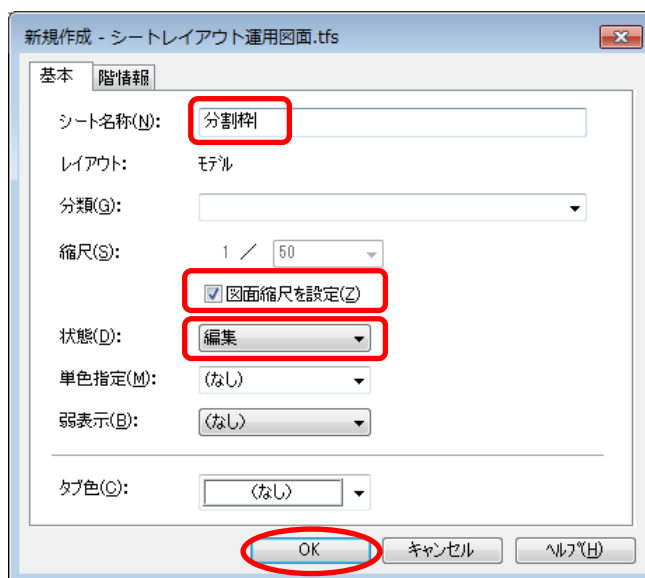 新規作成 - シートレイアウト運用図面.tfs
基本 階情報
シート名称(N): 分割枠
レイアウト: モデル
分類(G):
縮尺(S): 1 ／ 50
図面縮尺を設定(Z)
状態(D): 編集
単色指定(M): (なし)
弱表示(B): (なし)
タブ色(C): (なし)
OK キャンセル ヘルプ(H)